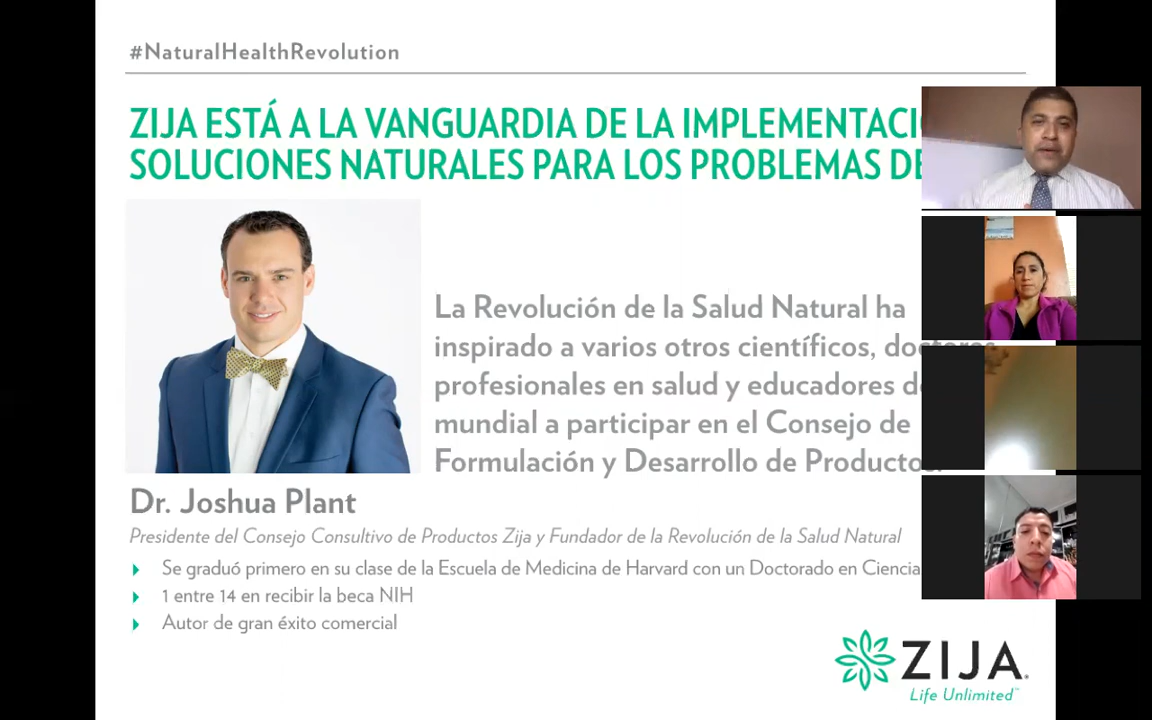 #NaturalHealthRevolution
ZIJA ESTÁ A LA VANGUARDIA DE LA IMPLEMENTACI
SOLUCIONES NATURALES PARA LOS PROBLEMAS DE
La Revolución de la Salud Natural ha
inspirado a varios otros científicos, doctores,
profesionales en salud y educadores de
mundial a participar en el Consejo de
Formulación y Desarrollo de Productos.
Dr. Joshua Plant
Presidente del Consejo Consultivo de Productos Zija y Fundador de la Revolución de la Salud Natural
Se graduó primero en su clase de la Escuela de Medicina de Harvard con un Doctorado en Ciencia
1 entre 14 en recibir la beca NIH
Autor de gran éxito comercial
ZIJA
Life Unlimited™